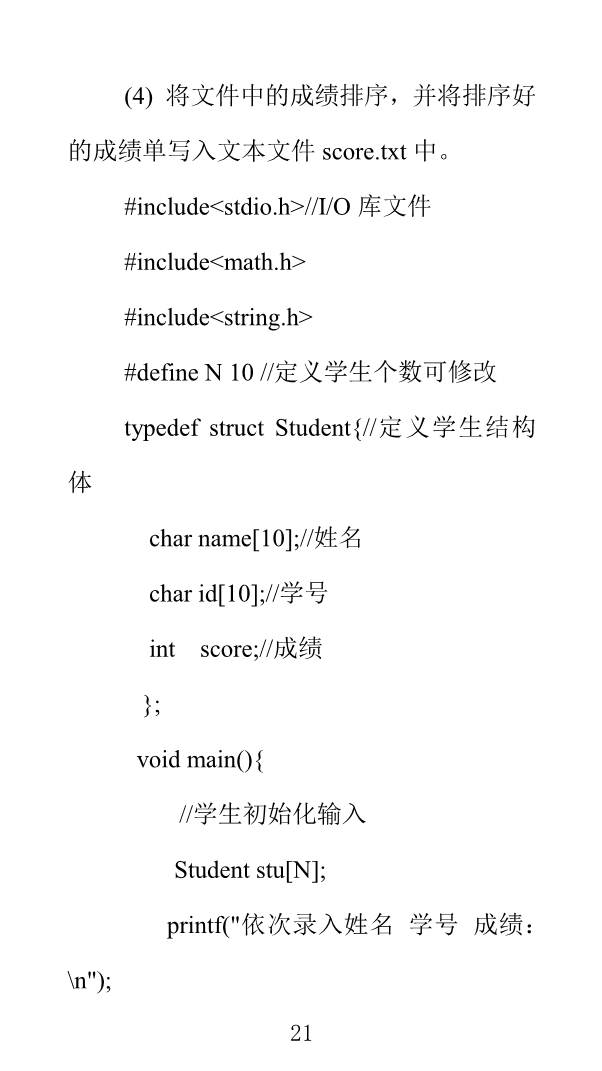 (4) 将文件中的成绩排序，并将排序好
的成绩单写入文本文件 score.txt 中。
#include<stdio.h>//I/O 库文件
#include<math.h>
#include<string.h>
#define N 10 //定义学生个数可修改
typedef struct Student{//定义学生结构
体
char name[10];//姓名
char id[10];//学号
int score;//成绩
};
void main(){
//学生初始化输入
Student stu[N];
printf("依次录入姓名 学号 成绩：
\n");
21